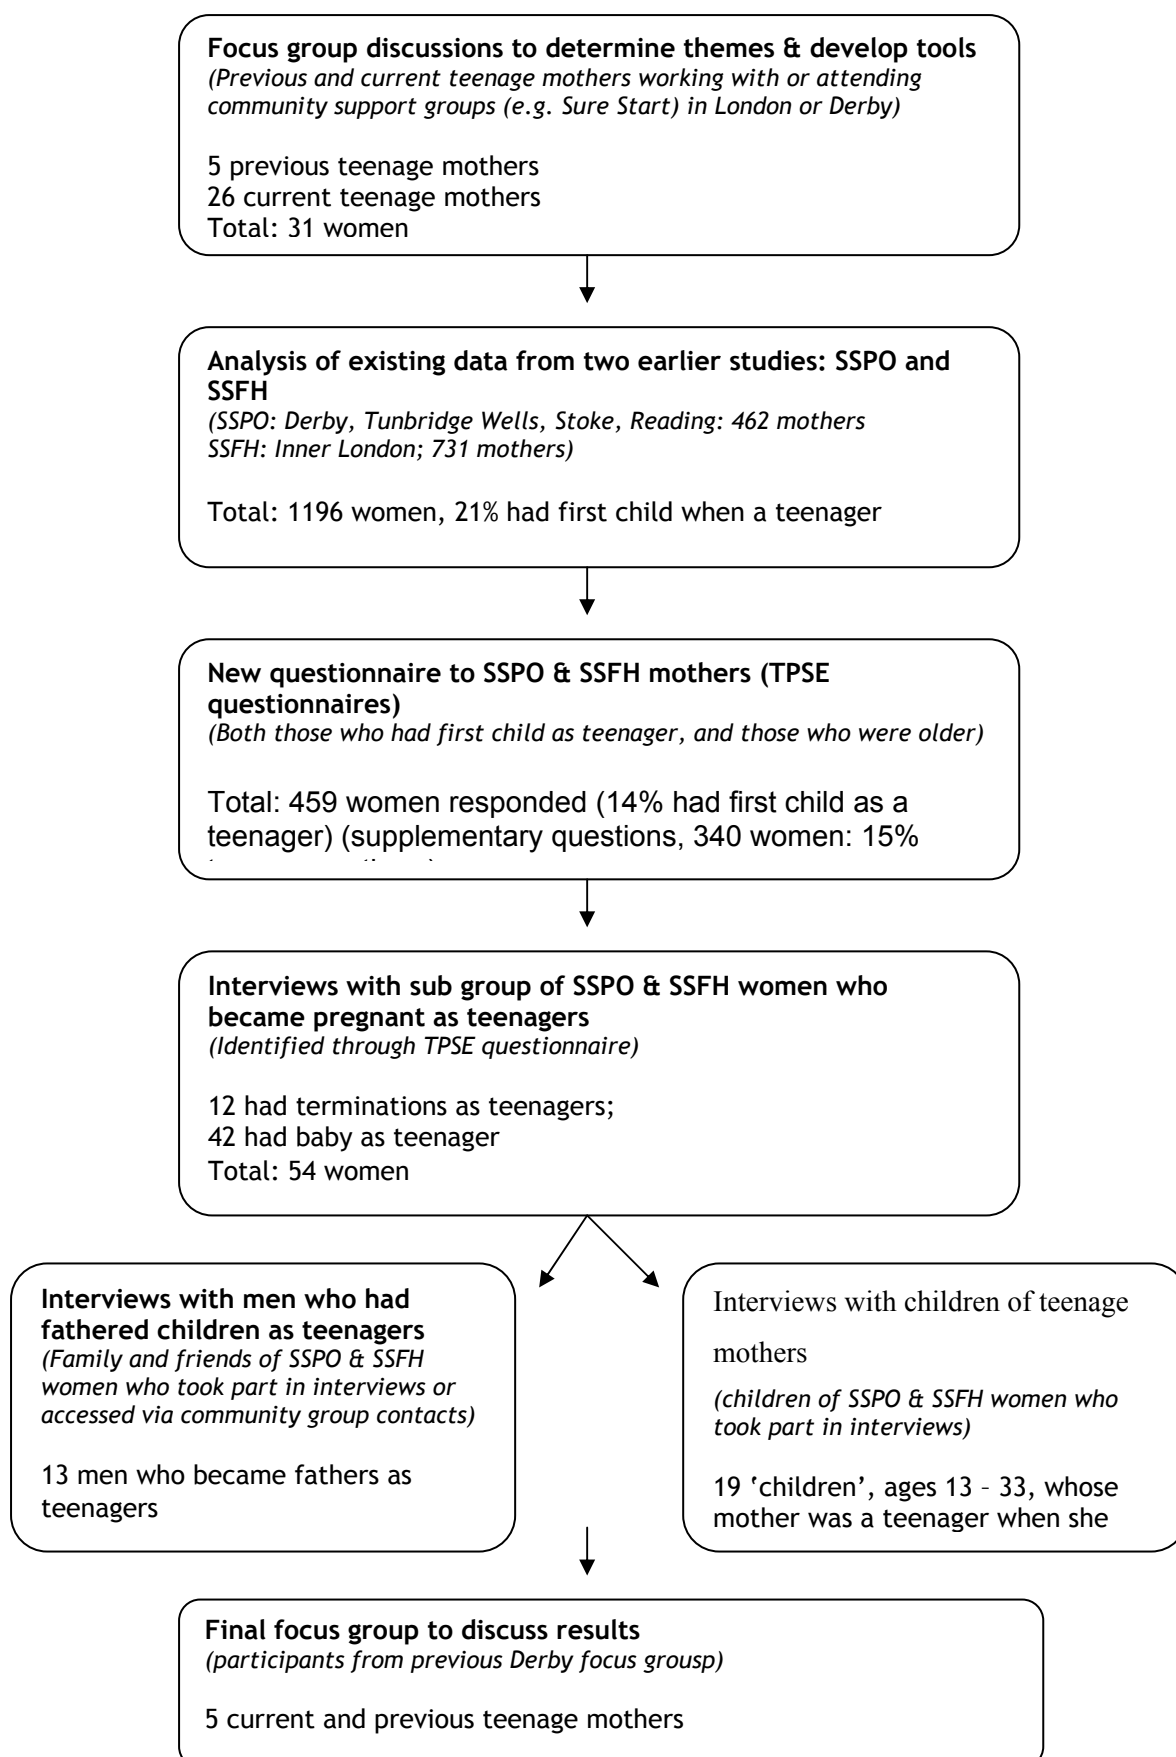 Focus group discussions to determine themes & develop tools
(Previous and current teenage mothers working with or attending
community support groups (e.g. Sure Start) in London or Derby)
5 previous teenage mothers
26 current teenage mothers
Total: 31 women
Analysis of existing data from two earlier studies: SSPO and
SSFH
(SSPO: Derby, Tunbridge Wells, Stoke, Reading: 462 mothers
SSFH: Inner London; 731 mothers)
Total: 1196 women, 21% had first child when a teenager
New questionnaire to SSPO & SSFH mothers (TPSE
questionnaires)
(Both those who had first child as teenager, and those who were older)
Total: 459 women responded (14% had first child as a
teenager) (supplementary questions, 340 women: 15%
Interviews with sub group of SSPO & SSFH women who
became pregnant as teenagers
(Identified through TPSE questionnaire)
12 had terminations as teenagers;
42 had baby as teenager
Total: 54 women
Interviews with men who had
fathered children as teenagers
(Family and friends of SSPO & SSFH
women who took part in interviews or
accessed via community group contacts)
13 men who became fathers as
teenagers
Interviews with children of teenage
mothers
(children of SSPO & SSFH women who
took part in interviews)
19 ‘children’, ages 13 – 33, whose
mother was a teenager when she
Final focus group to discuss results
(participants from previous Derby focus grousp)
5 current and previous teenage mothers